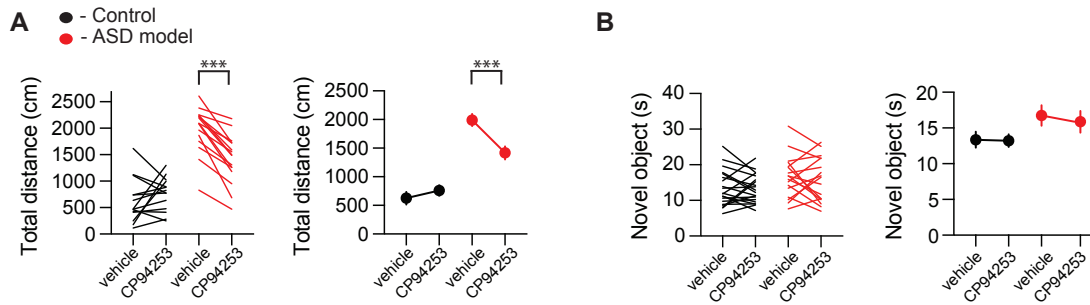 A
- Control
- ASD model
Total distance (cm)
2500
2000
1500
1000
500
0
***
vehicle
CP94253
vehicle
CP94253
Total distance (cm)
2500
2000
1500
1000
500
0
***
vehicle
CP94253
vehicle
CP94253
B
Novel object (s)
40
30
20
10
0
vehicle
CP94253
vehicle
CP94253
Novel object (s)
20
15
10
5
0
vehicle
CP94253
vehicle
CP94253